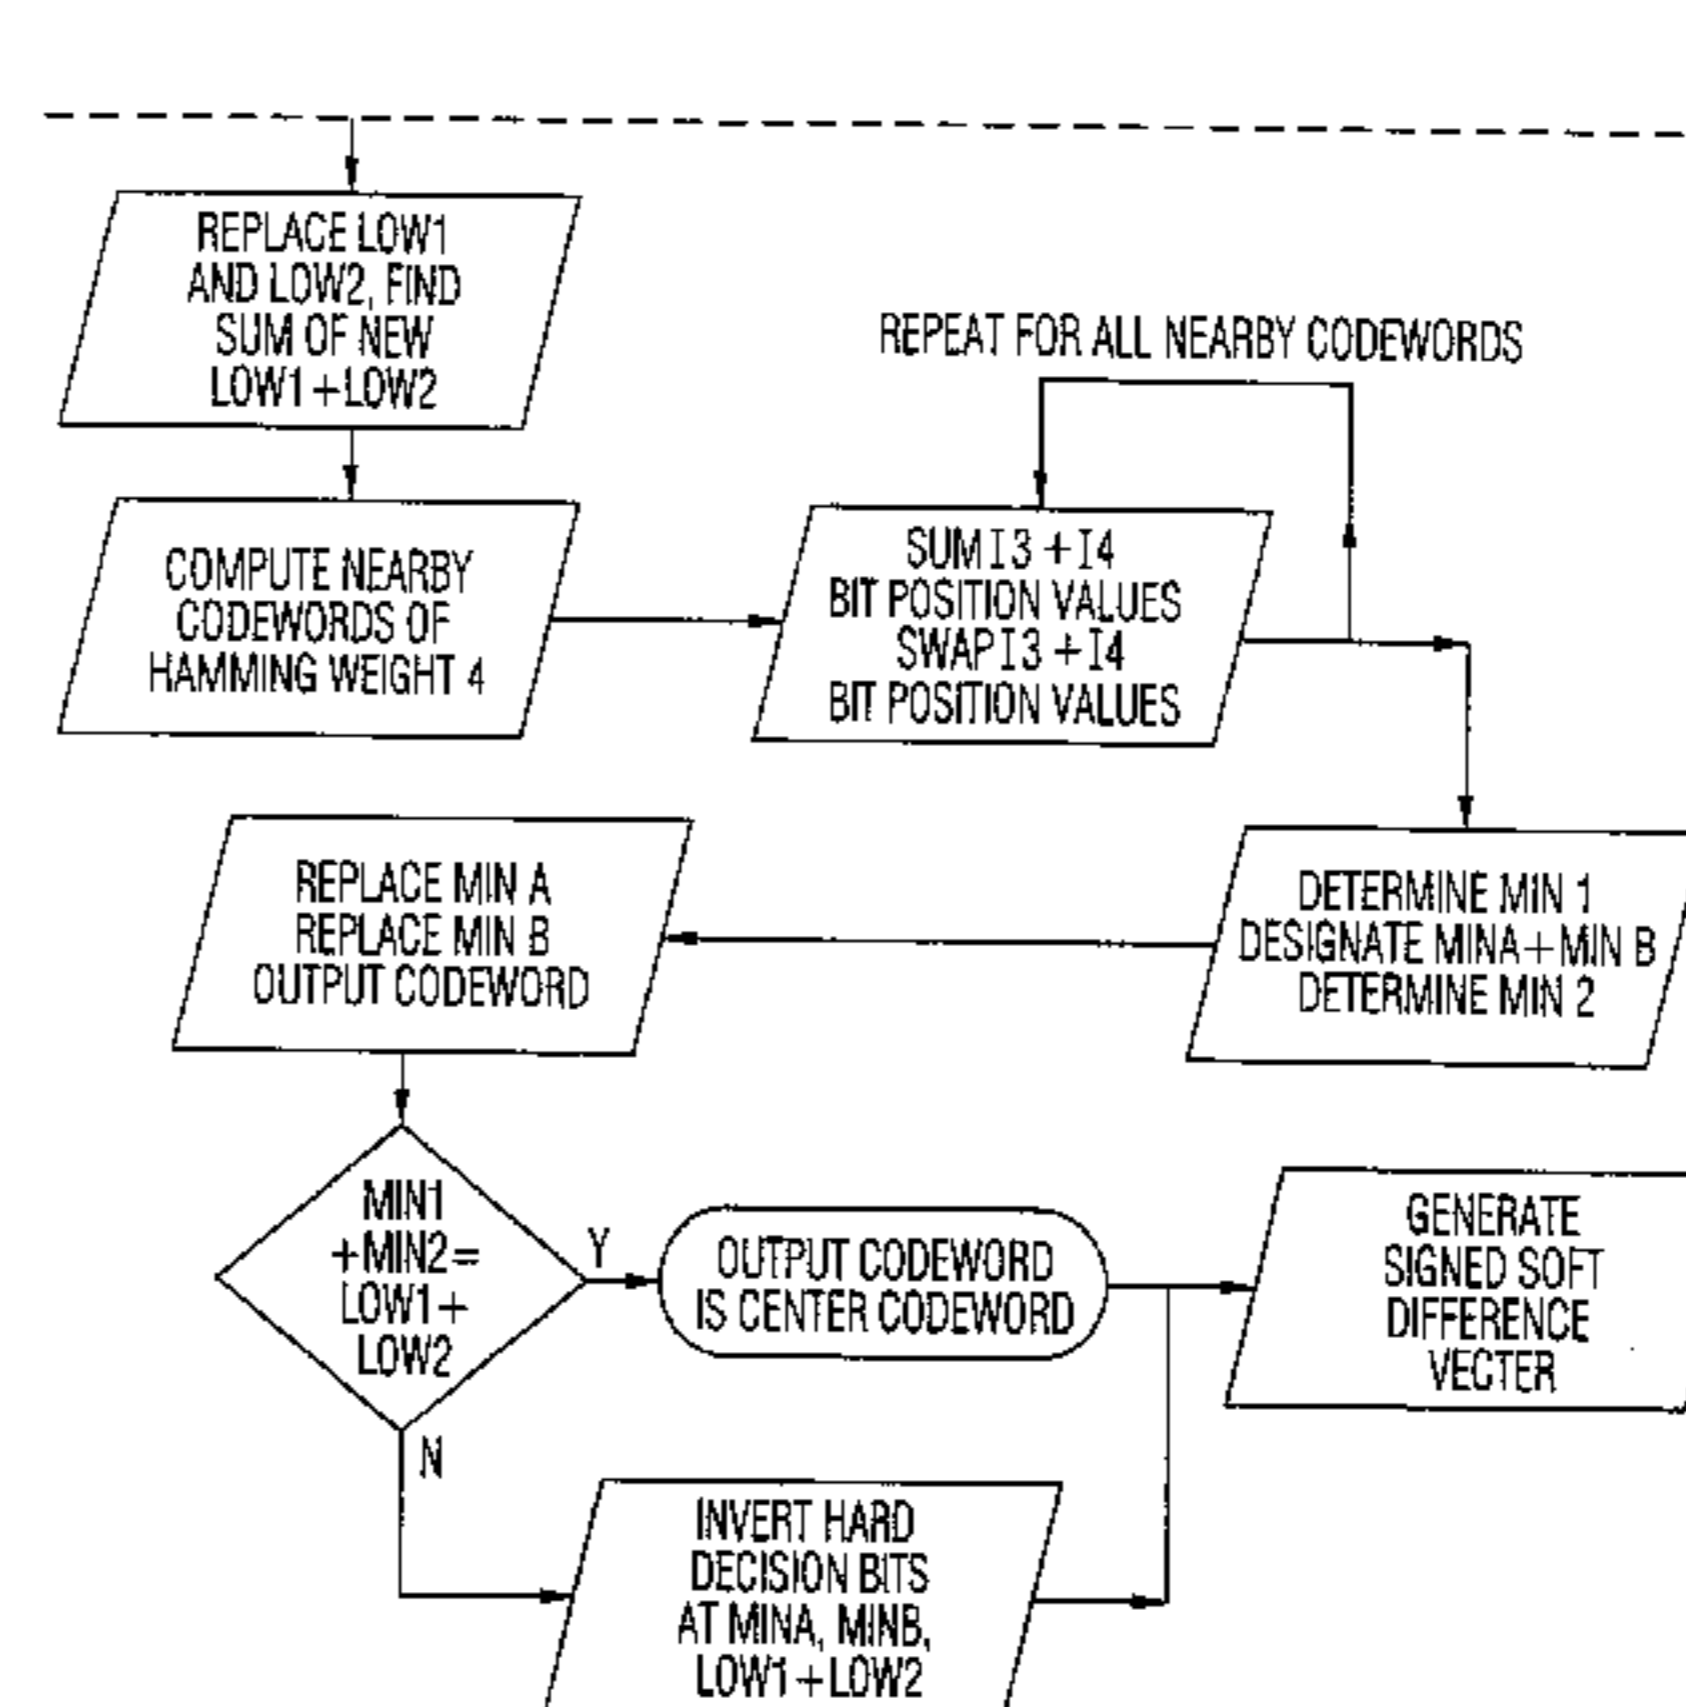 REPLACE LOW1
AND LOW2, FIND
SUM OF NEW
LOW1+LOW2
REPEAT FOR ALL NEARBY CODEWORDS
COMPUTE NEARBY
CODEWORDS OF
HAMMING WEIGHT 4
SUM I3 +I4
BIT POSITION VALUES
SWAP I3 +I4
BIT POSITION VALUES
DETERMINE MIN 1
DESIGNATE MINA+MIN B
DETERMINE MIN 2
REPLACE MIN A
REPLACE MIN B
OUTPUT CODEWORD
MIN1
+MIN2=
LOW1+
LOW2
Y
N
OUTPUT CODEWORD
IS CENTER CODEWORD
GENERATE
SIGNED SOFT
DIFFERENCE
VECTER
INVERT HARD
DECISION BITS
AT MINA, MINB,
LOW1+LOW2